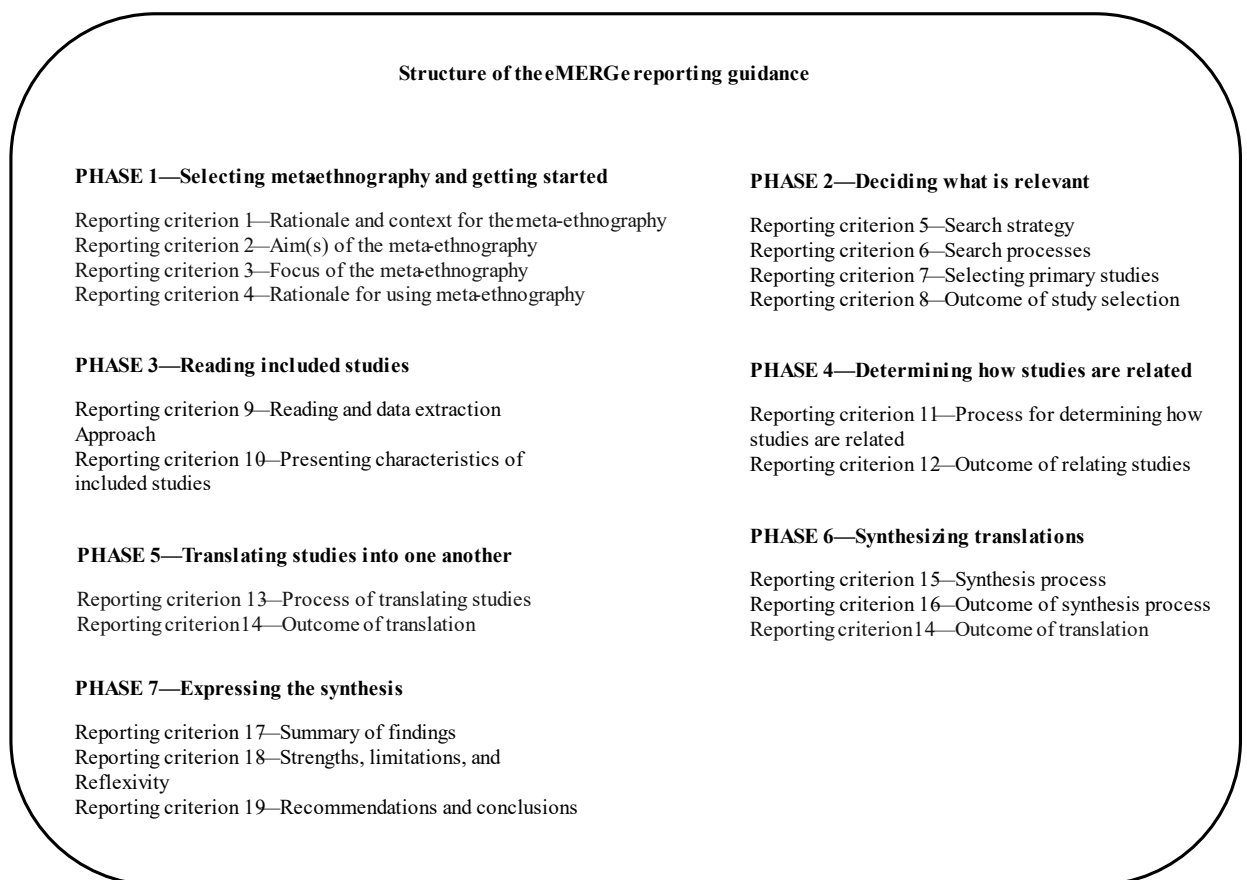 Structure of the eMERGe reporting guidance
PHASE 1—Selecting meta-ethnography and getting started
Reporting criterion 1—Rationale and context for the meta-ethnography
Reporting criterion 2—Aim(s) of the meta-ethnography
Reporting criterion 3—Focus of the meta-ethnography
Reporting criterion 4—Rationale for using meta-ethnography
PHASE 2—Deciding what is relevant
Reporting criterion 5—Search strategy
Reporting criterion 6—Search processes
Reporting criterion 7—Selecting primary studies
Reporting criterion 8—Outcome of study selection
PHASE 3—Reading included studies
Reporting criterion 9—Reading and data extraction
Approach
Reporting criterion 10—Presenting characteristics of
included studies
PHASE 4—Determining how studies are related
Reporting criterion 11—Process for determining how
studies are related
Reporting criterion 12—Outcome of relating studies
PHASE 5—Translating studies into one another
Reporting criterion 13—Process of translating studies
Reporting criterion 14—Outcome of translation
PHASE 6—Synthesizing translations
Reporting criterion 15—Synthesis process
Reporting criterion 16—Outcome of synthesis process
Reporting criterion 14—Outcome of translation
PHASE 7—Expressing the synthesis
Reporting criterion 17—Summary of findings
Reporting criterion 18—Strengths, limitations, and
Reflexivity
Reporting criterion 19—Recommendations and conclusions